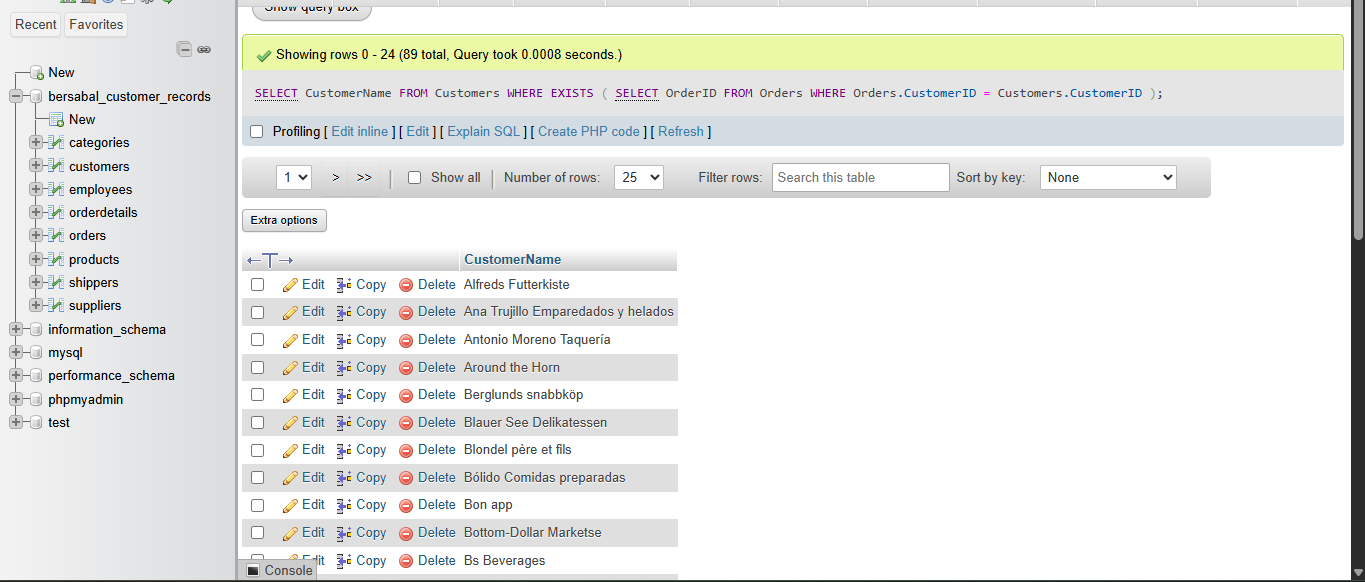 Show query box
Recent Favorites
New
bersabal_customer_records
New
categories
customers
employees
orderdetails
orders
products
shippers
suppliers
information_schema
mysql
performance_schema
phpmyadmin
test
Showing rows 0 - 24 (89 total, Query took 0.0008 seconds.)
SELECT CustomerName FROM Customers WHERE EXISTS ( SELECT OrderID FROM Orders WHERE Orders.CustomerID = Customers.CustomerID );
Profiling [ Edit inline ] [ Edit ] [ Explain SQL ] [ Create PHP code ] [ Refresh ]
1 > >> | Show all | Number of rows: 25 Filter rows: Search this table Sort by key: None
Extra options
←T→ CustomerName
Edit Copy Delete Alfreds Futterkiste
Edit Copy Delete Ana Trujillo Emparedados y helados
Edit Copy Delete Antonio Moreno Taquería
Edit Copy Delete Around the Horn
Edit Copy Delete Berglunds snabbköp
Edit Copy Delete Blauer See Delikatessen
Edit Copy Delete Blondel père et fils
Edit Copy Delete Bólido Comidas preparadas
Edit Copy Delete Bon app
Edit Copy Delete Bottom-Dollar Marketse
Edit Copy Delete Bs Beverages
Console